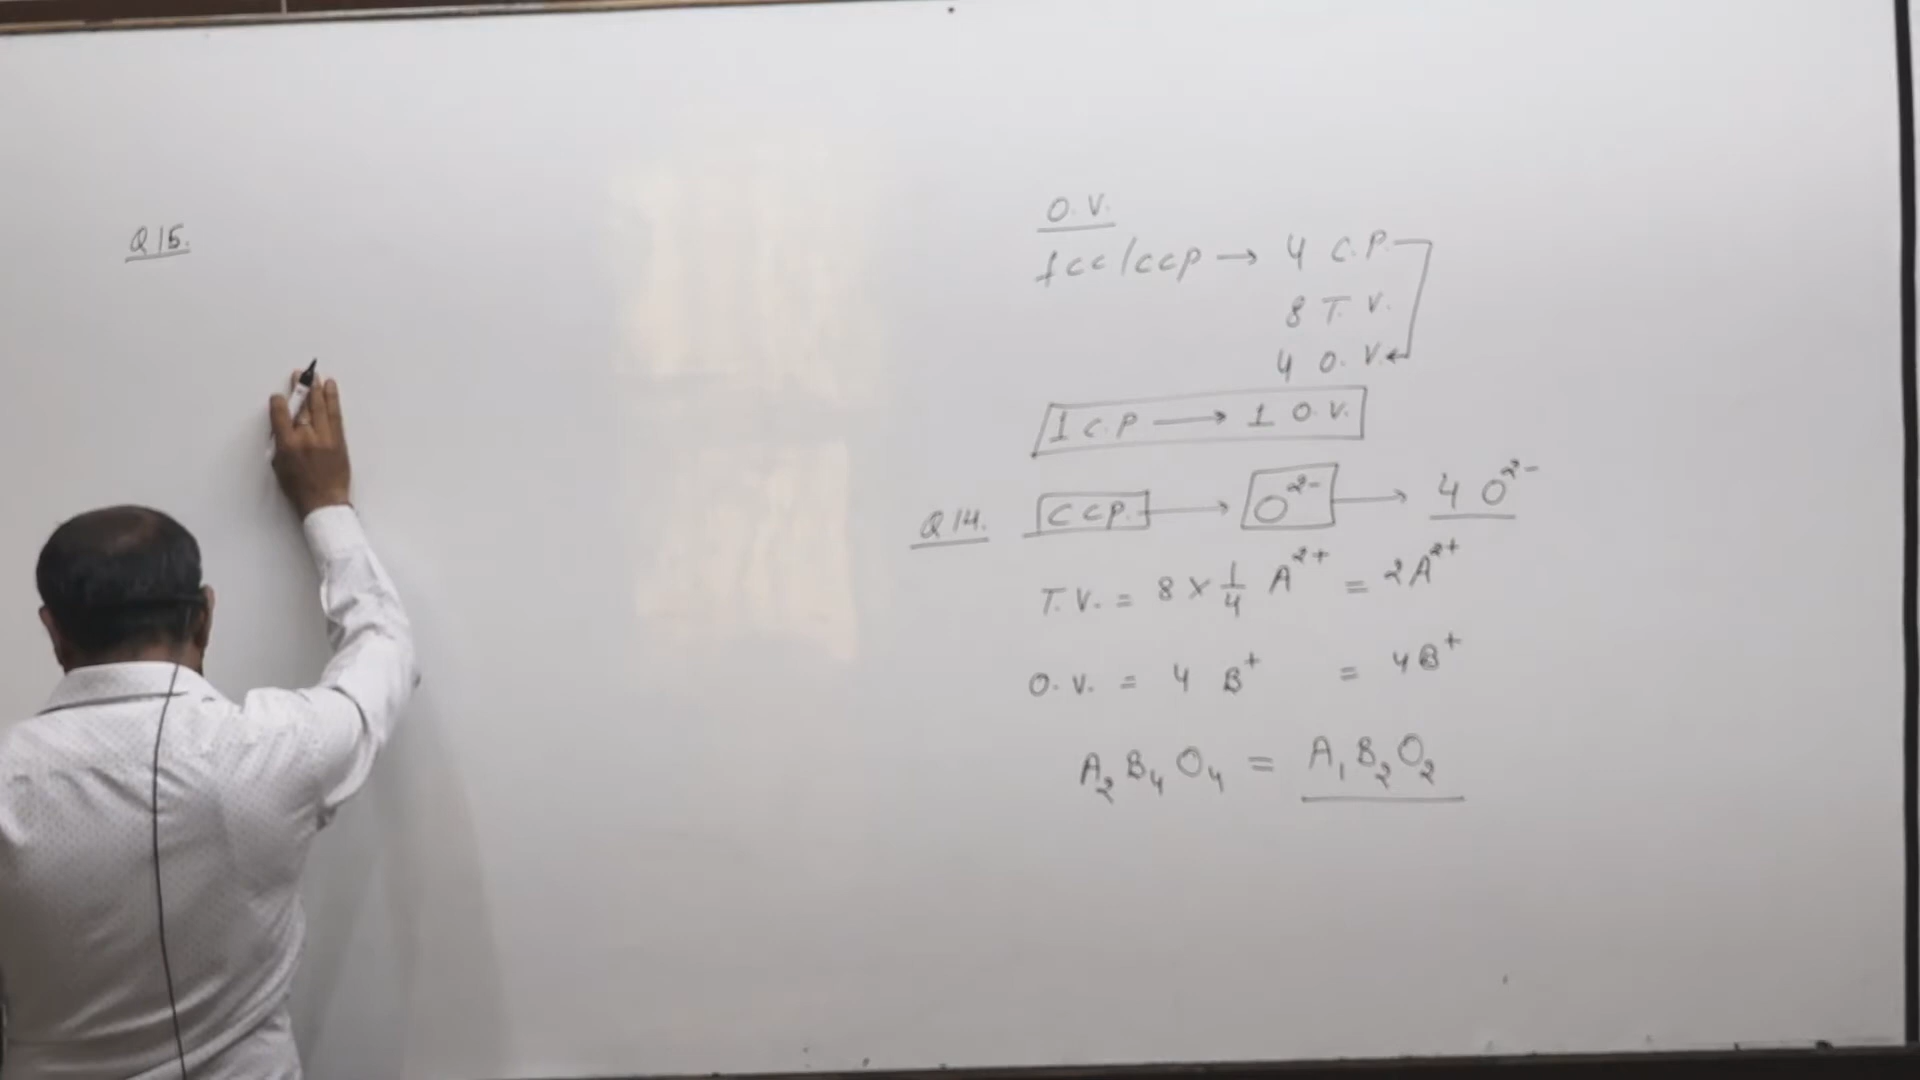 Q15.
O.V.
fcc/ccp → 4 C.P.
8 T.V.
4 O.V.
1 C.P → 1 O.V.
Q14. CCP. → O²⁻ → 4 O²⁻
T.V. = 8 × 1/4 A²⁺ = 2A²⁺
O.V. = 4 B⁺ = 4B⁺
A₂B₄O₄ = A₁B₂O₂